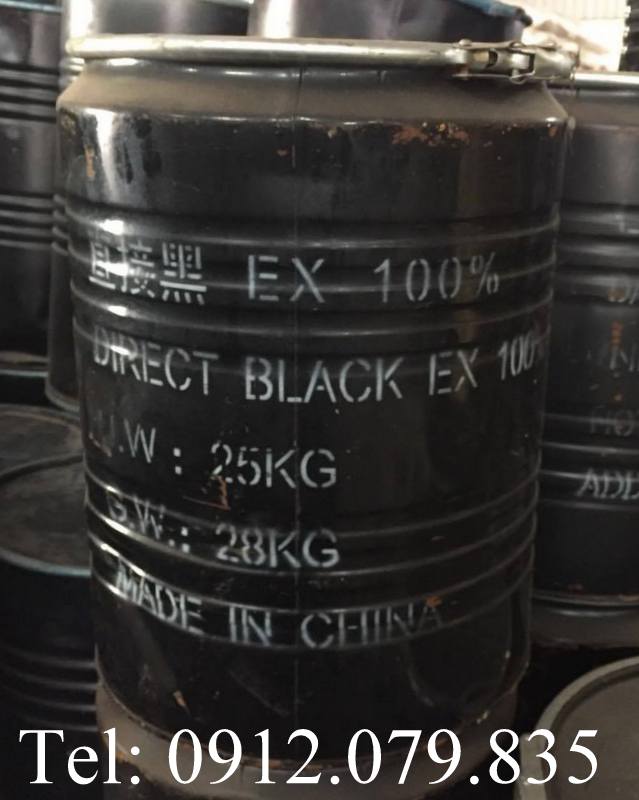 直接黑 EX 100%
DIRECT BLACK EX 100%
N.W: 25KG
G.W.: 28KG
MADE IN CHINA
Tel: 0912.079.835